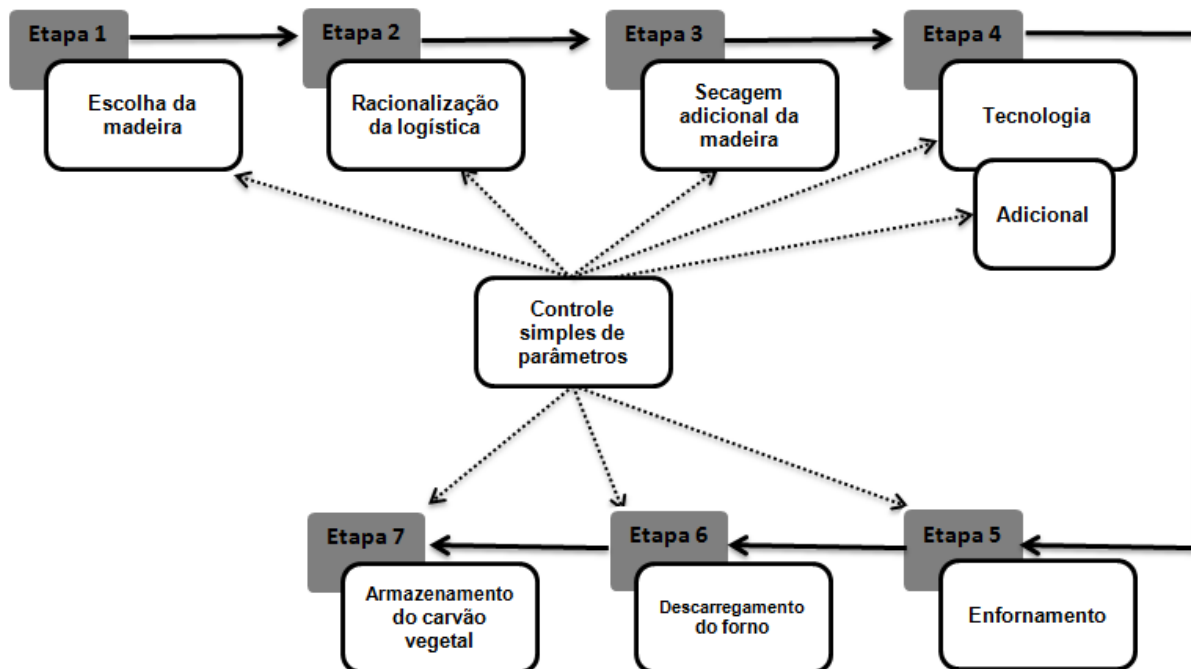 Etapa 1
Etapa 2
Etapa 3
Etapa 4
Escolha da
madeira
Racionalização
da logística
Secagem
adicional da
madeira
Tecnologia
Adicional
Controle
simples de
parâmetros
Etapa 7
Etapa 6
Etapa 5
Armazenamento
do carvão
vegetal
Descarregamento
do forno
Enfornamento